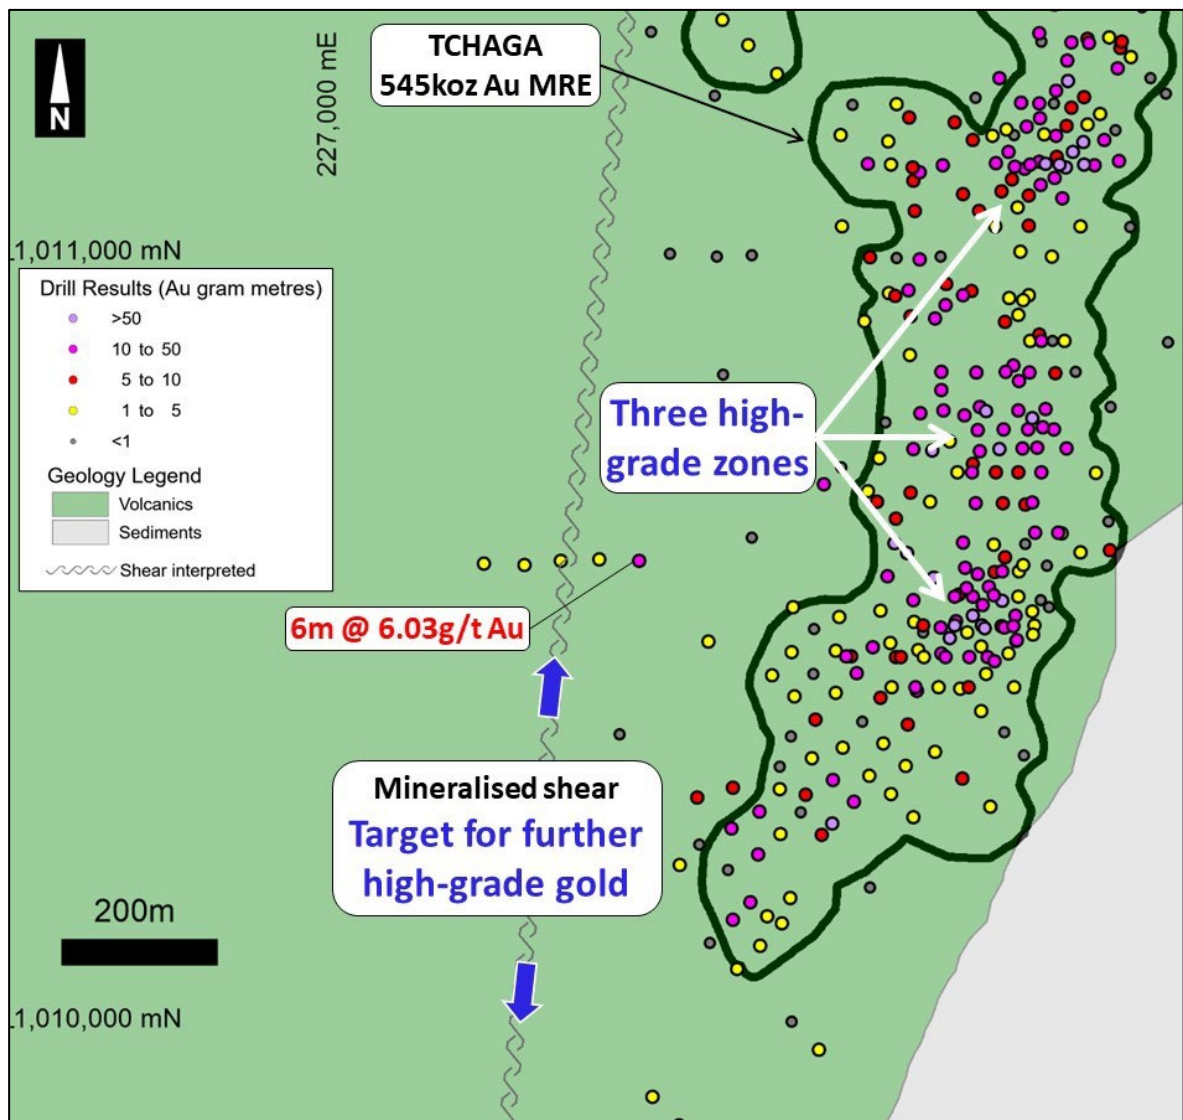 TCHAGA
545koz Au MRE
N
227,000 mE
1,011,000 mN
Drill Results (Au gram metres)
>50
10 to 50
5 to 10
1 to 5
<1
Geology Legend
Volcanics
Sediments
Shear interpreted
Three high-
grade zones
6m @ 6.03g/t Au
Mineralised shear
Target for further
high-grade gold
200m
1,010,000 mN